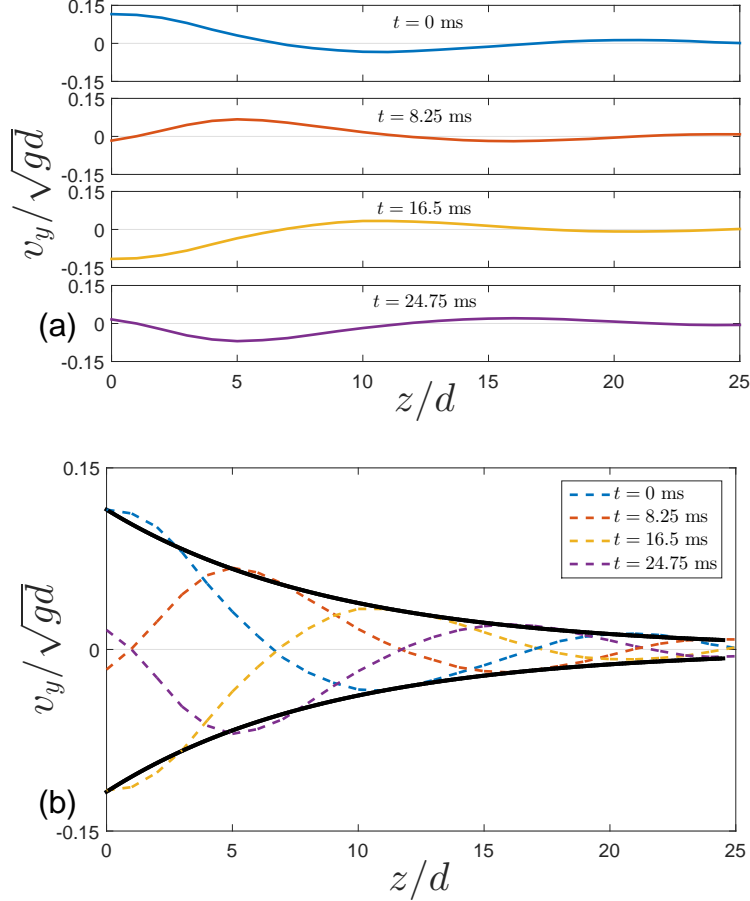 0.15
0
-0.15
t = 0 ms
0.15
0
-0.15
t = 8.25 ms
0.15
0
-0.15
t = 16.5 ms
0.15
0
-0.15
t = 24.75 ms
v_y/√gd
(a)
0 5 10 15 20 25
z/d
0.15
0
-0.15
v_y/√gd
t = 0 ms
t = 8.25 ms
t = 16.5 ms
t = 24.75 ms
(b)
0 5 10 15 20 25
z/d